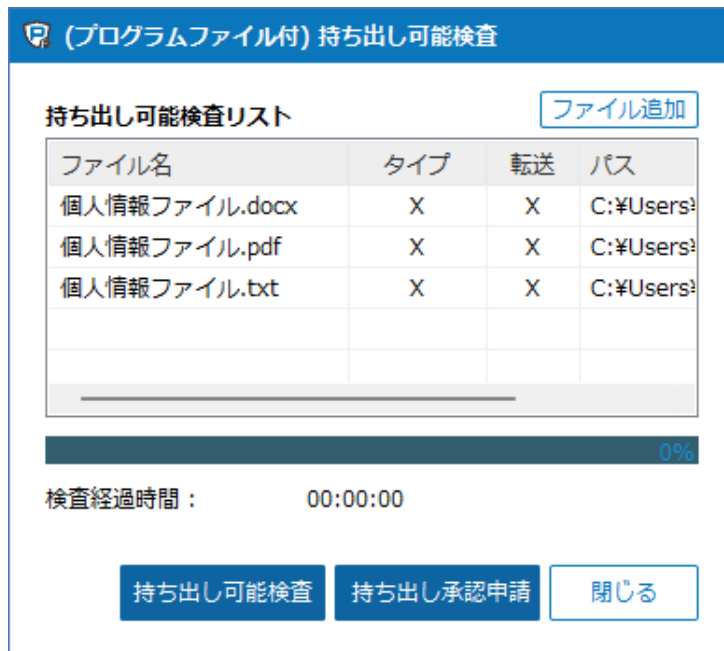 (プログラムファイル付) 持ち出し可能検査
持ち出し可能検査リスト ファイル追加
ファイル名 タイプ 転送 パス
個人情報ファイル.docx X X C:¥Users¥
個人情報ファイル.pdf X X C:¥Users¥
個人情報ファイル.txt X X C:¥Users¥
0%
検査経過時間： 00:00:00
持ち出し可能検査 持ち出し承認申請 閉じる